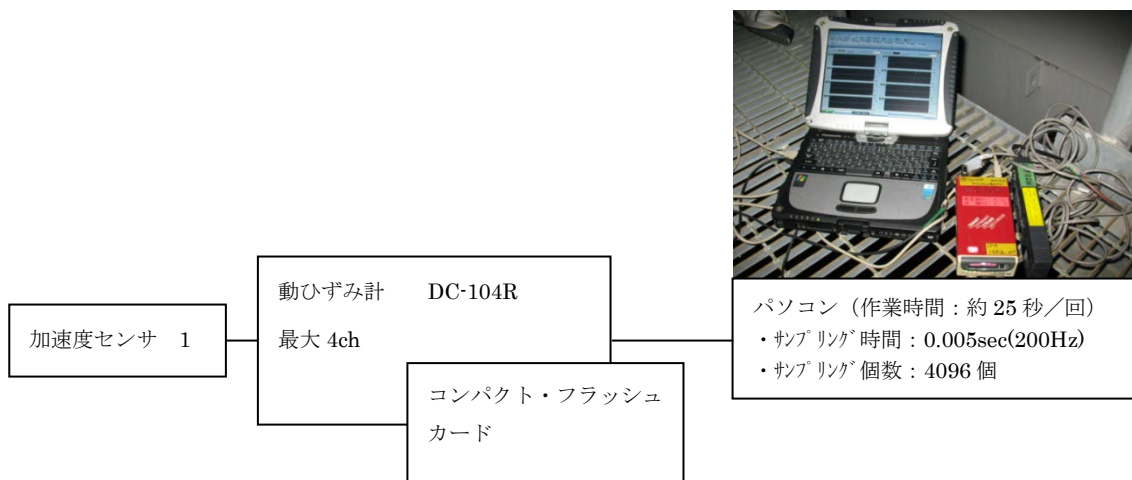 加速度センサ 1
動ひずみ計 DC-104R
最大 4ch
コンパクト・フラッシュ
カード
パソコン（作業時間：約 25 秒／回）
・ｻﾝﾌﾟﾘﾝｸﾞ時間：0.005sec(200Hz)
・ｻﾝﾌﾟﾘﾝｸﾞ個数：4096 個